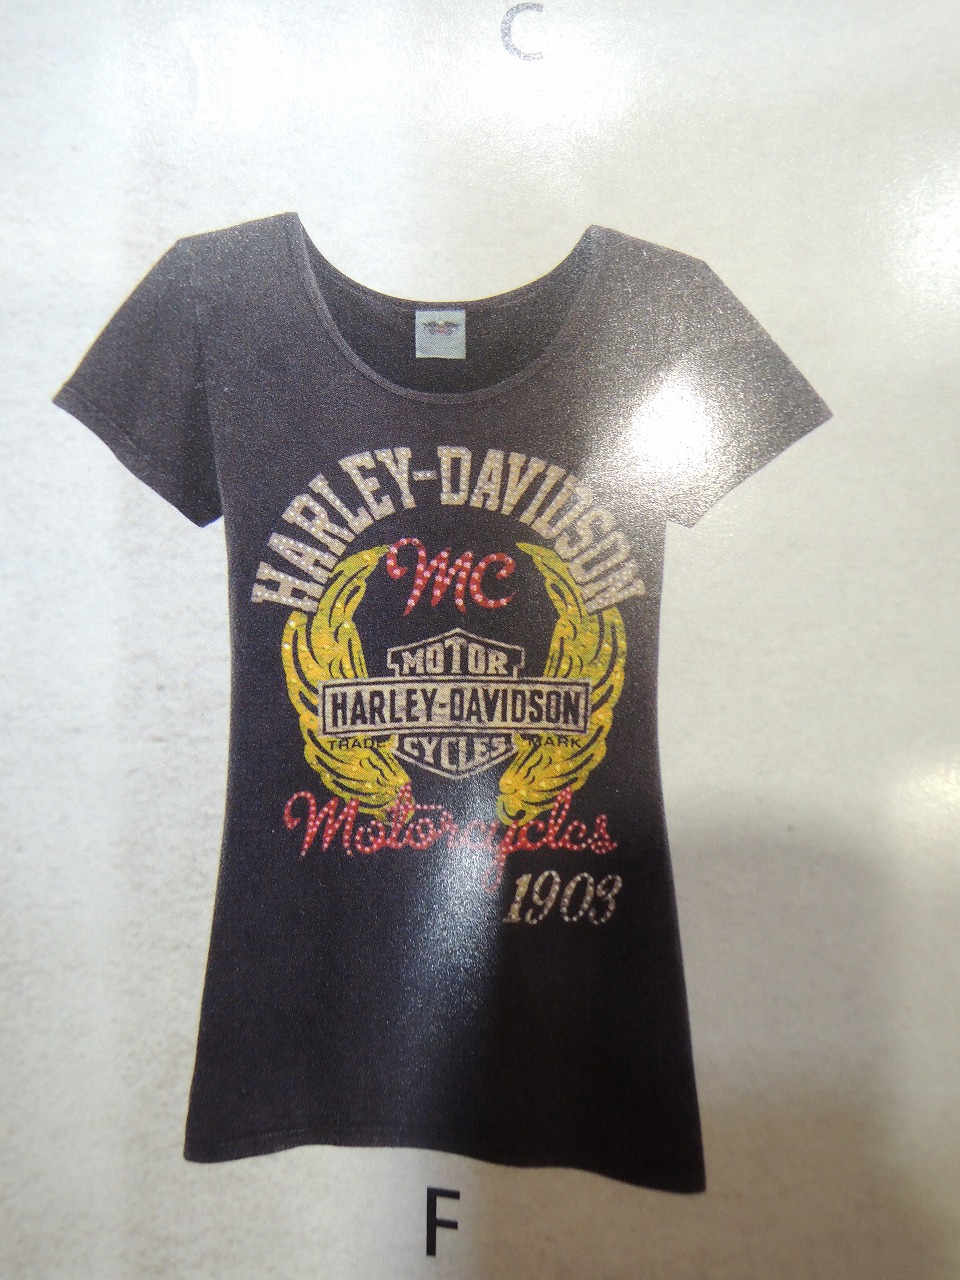 C
HARLEY-DAVIDSON
MC
MOTOR
HARLEY-DAVIDSON
TRADE MARK
CYCLES
Motorcycles
1903
F